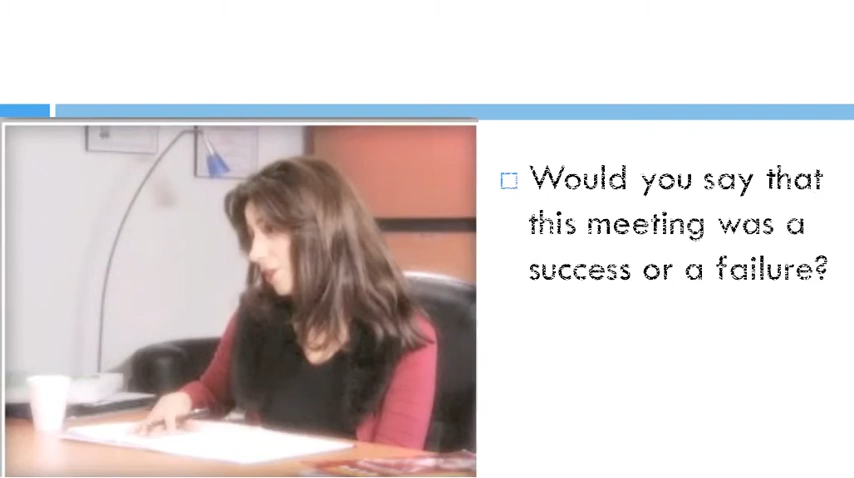 Would you say that
this meeting was a
success or a failure?